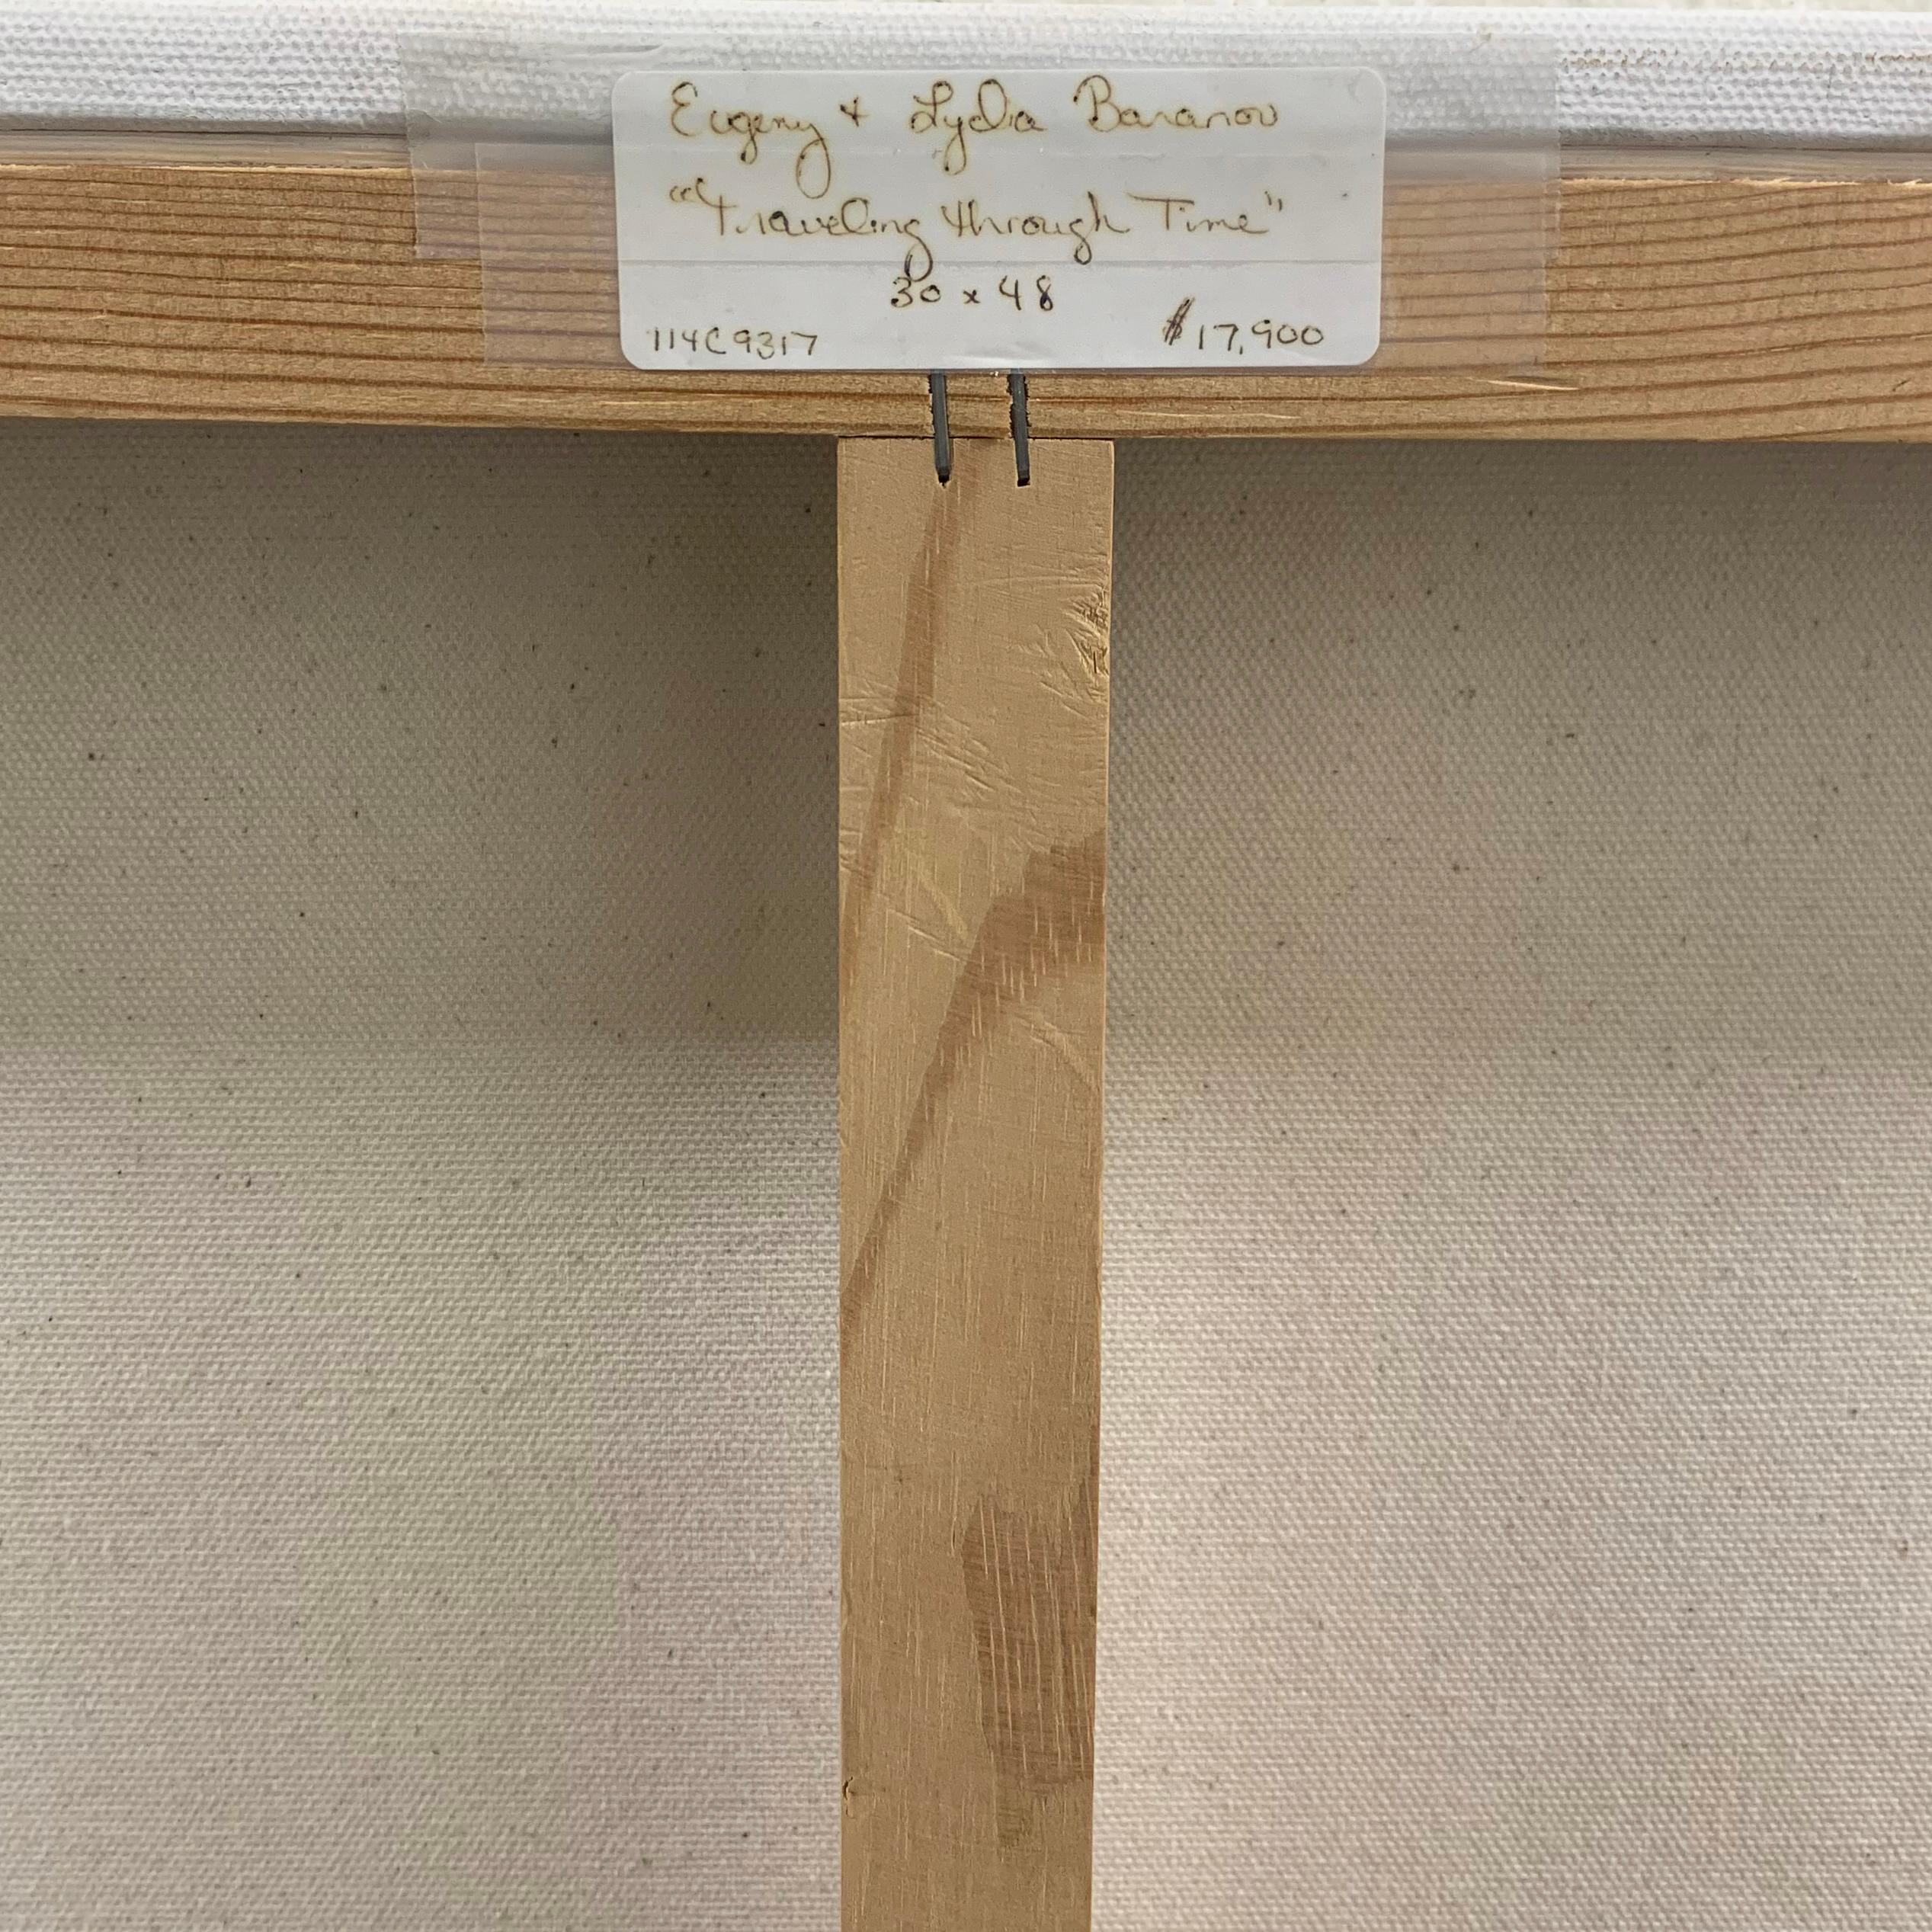 Evgeny & Lydia Baranov
"Traveling through Time"
30 x 48
114C9317 $17,900